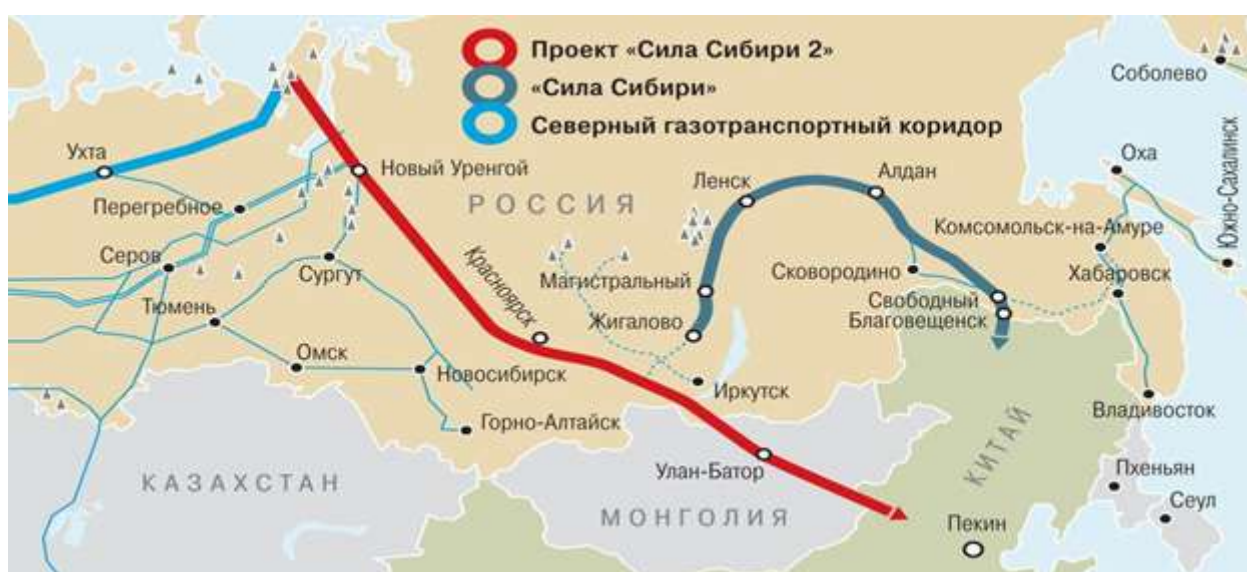 Проект «Сила Сибири 2»
«Сила Сибири»
Северный газотранспортный коридор
Соболево
Ухта
Новый Уренгой
Ленск
Алдан
Оха
Южно-Сахалинск
Перегребное
РОССИЯ
Комсомольск-на-Амуре
Серов
Сургут
Красноярск
Магистральный
Сковородино
Хабаровск
Тюмень
Жигалово
Свободный
Благовещенск
Омск
Новосибирск
Иркутск
Владивосток
Горно-Алтайск
КИТАЙ
Улан-Батор
Пхеньян
КАЗАХСТАН
Сеул
МОНГОЛИЯ
Пекин